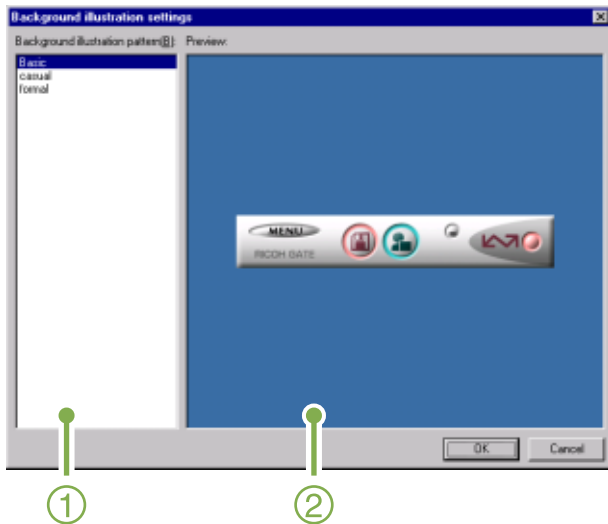 Background illustration settings
Background illustration pattern(B): Preview:
Basic
casual
formal
MENU
RICOH GATE
OK Cancel
① ②